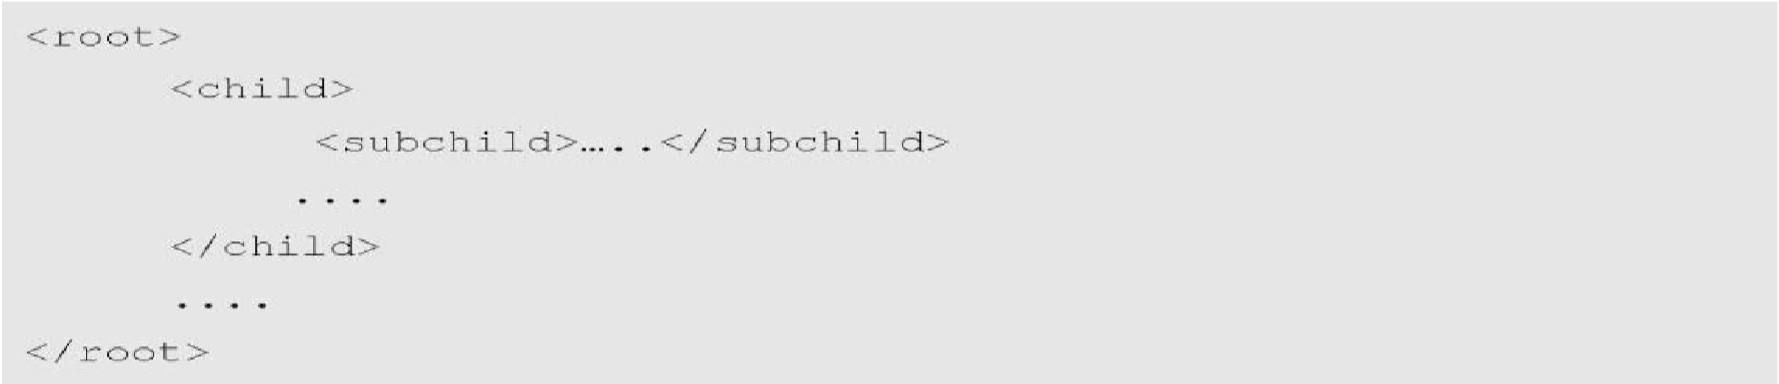 <root>
<child>
<subchild>.....</subchild>
....
</child>
....
</root>